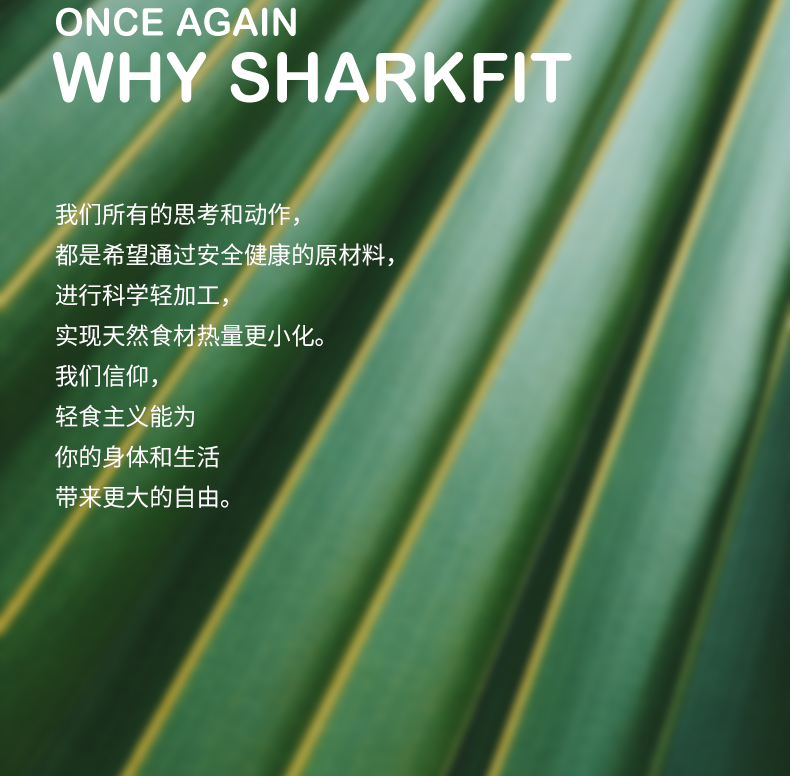 ONCE AGAIN
WHY SHARKFIT
我们所有的思考和动作，
都是希望通过安全健康的原材料，
进行科学轻加工，
实现天然食材热量更小化。
我们信仰，
轻食主义能为
你的身体和生活
带来更大的自由。